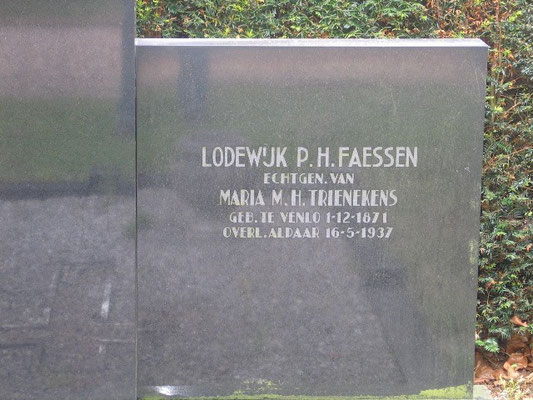 LODEWIJK P.H. FAESSEN
ECHTGEN. VAN
MARIA M.H. TRIENEKENS
GEB. TE VENLO 1-12-1871
OVERL. ALDAAR 16-5-1937